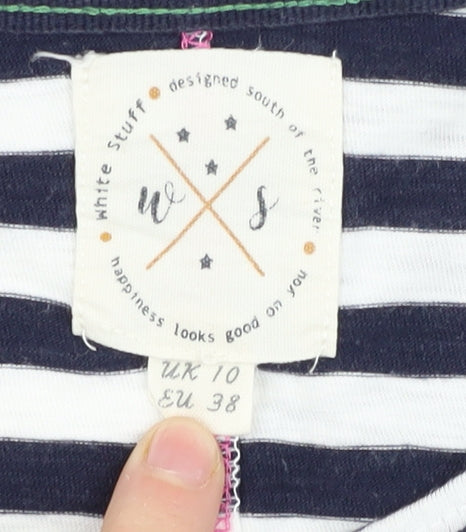 White Stuff
designed south of the river
W S
happiness looks good on you
UK 10
EU 38